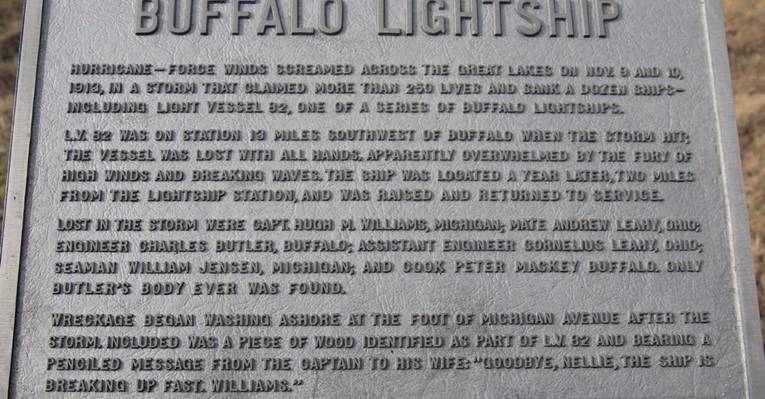 BUFFALO LIGHTSHIP
HURRICANE-FORCE WINDS SCREAMED ACROSS THE GREAT LAKES ON NOV. 9 AND 10,
1913, IN A STORM THAT CLAIMED MORE THAN 250 LIVES AND SANK A DOZEN SHIPS-
INCLUDING LIGHT VESSEL 82, ONE OF A SERIES OF BUFFALO LIGHTSHIPS.
L.V. 82 WAS ON STATION 13 MILES SOUTHWEST OF BUFFALO WHEN THE STORM HIT;
THE VESSEL WAS LOST WITH ALL HANDS, APPARENTLY OVERWHELMED BY THE FURY OF
HIGH WINDS AND BREAKING WAVES. THE SHIP WAS LOCATED A YEAR LATER, TWO MILES
FROM THE LIGHTSHIP STATION, AND WAS RAISED AND RETURNED TO SERVICE.
LOST IN THE STORM WERE CAPT. HUGH M. WILLIAMS, MICHIGAN; MATE ANDREW LEAHY, OHIO;
ENGINEER CHARLES BUTLER, BUFFALO; ASSISTANT ENGINEER CORNELIUS LEAHY, OHIO;
SEAMAN WILLIAM JENSEN, MICHIGAN; AND COOK PETER MACKEY BUFFALO. ONLY
BUTLER'S BODY EVER WAS FOUND.
WRECKAGE BEGAN WASHING ASHORE AT THE FOOT OF MICHIGAN AVENUE AFTER THE
STORM. INCLUDED WAS A PIECE OF WOOD IDENTIFIED AS PART OF L.V. 82 AND BEARING A
PENCILED MESSAGE FROM THE CAPTAIN TO HIS WIFE: "GOODBYE, NELLIE, THE SHIP IS
BREAKING UP FAST. WILLIAMS."